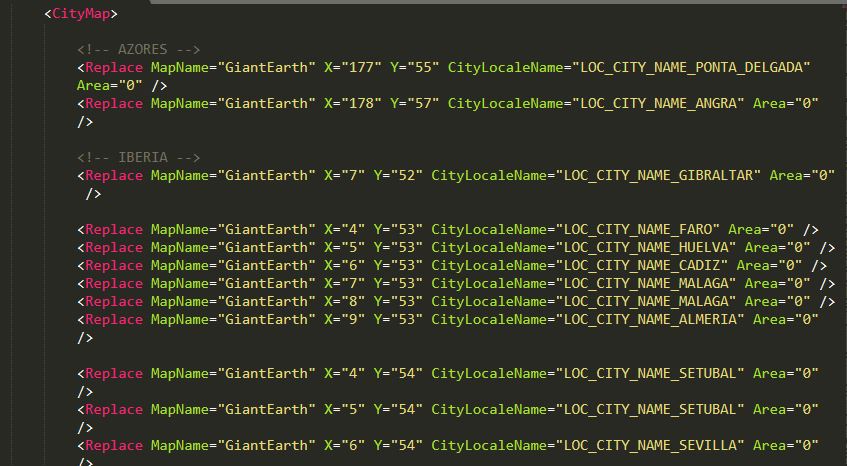 <CityMap>
<!-- AZORES -->
<Replace MapName="GiantEarth" X="177" Y="55" CityLocaleName="LOC_CITY_NAME_PONTA_DELGADA"
Area="0" />
<Replace MapName="GiantEarth" X="178" Y="57" CityLocaleName="LOC_CITY_NAME_ANGRA" Area="0"
/>
<!-- IBERIA -->
<Replace MapName="GiantEarth" X="7" Y="52" CityLocaleName="LOC_CITY_NAME_GIBRALTAR" Area="0"
/>
<Replace MapName="GiantEarth" X="4" Y="53" CityLocaleName="LOC_CITY_NAME_FARO" Area="0" />
<Replace MapName="GiantEarth" X="5" Y="53" CityLocaleName="LOC_CITY_NAME_HUELVA" Area="0" />
<Replace MapName="GiantEarth" X="6" Y="53" CityLocaleName="LOC_CITY_NAME_CADIZ" Area="0" />
<Replace MapName="GiantEarth" X="7" Y="53" CityLocaleName="LOC_CITY_NAME_MALAGA" Area="0" />
<Replace MapName="GiantEarth" X="8" Y="53" CityLocaleName="LOC_CITY_NAME_MALAGA" Area="0" />
<Replace MapName="GiantEarth" X="9" Y="53" CityLocaleName="LOC_CITY_NAME_ALMERIA" Area="0"
/>
<Replace MapName="GiantEarth" X="4" Y="54" CityLocaleName="LOC_CITY_NAME_SETUBAL" Area="0"
/>
<Replace MapName="GiantEarth" X="5" Y="54" CityLocaleName="LOC_CITY_NAME_SETUBAL" Area="0"
/>
<Replace MapName="GiantEarth" X="6" Y="54" CityLocaleName="LOC_CITY_NAME_SEVILLA" Area="0"
/>